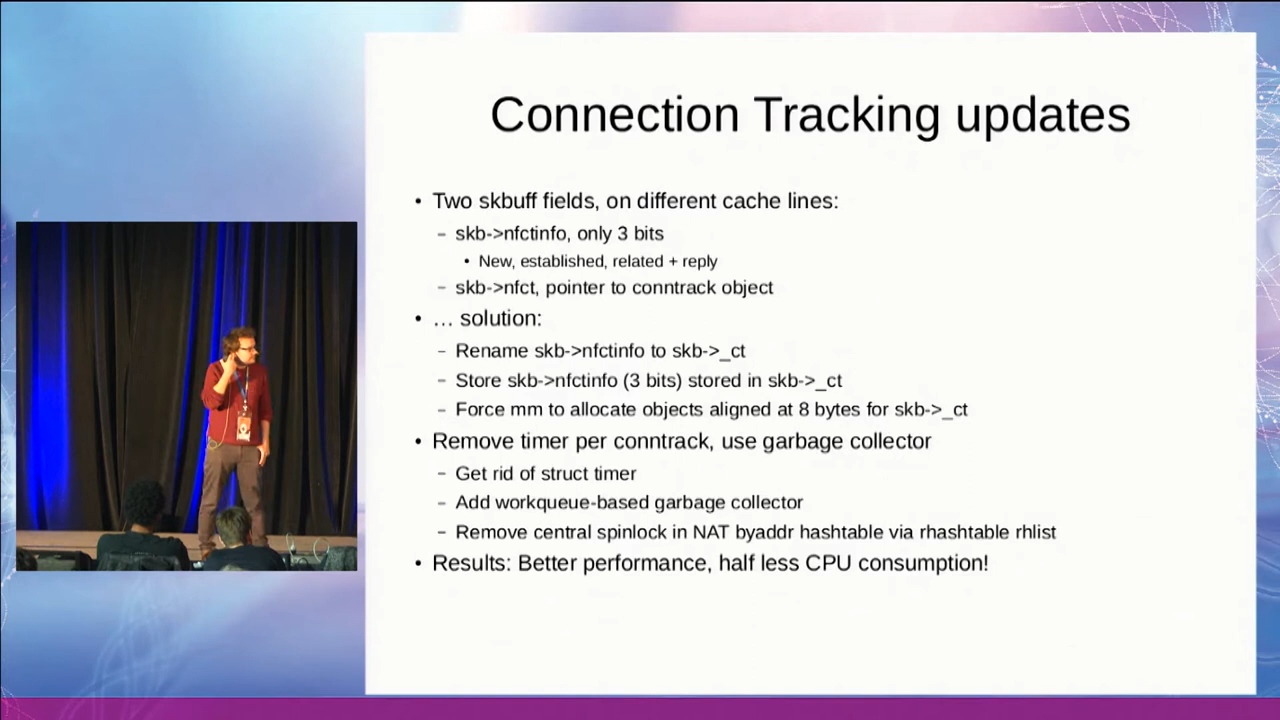 Connection Tracking updates
• Two skbuff fields, on different cache lines:
– skb->nfctinfo, only 3 bits
• New, established, related + reply
– skb->nfct, pointer to conntrack object
• … solution:
– Rename skb->nfctinfo to skb->_ct
– Store skb->nfctinfo (3 bits) stored in skb->_ct
– Force mm to allocate objects aligned at 8 bytes for skb->_ct
• Remove timer per conntrack, use garbage collector
– Get rid of struct timer
– Add workqueue-based garbage collector
– Remove central spinlock in NAT byaddr hashtable via rhashtable rhlist
• Results: Better performance, half less CPU consumption!